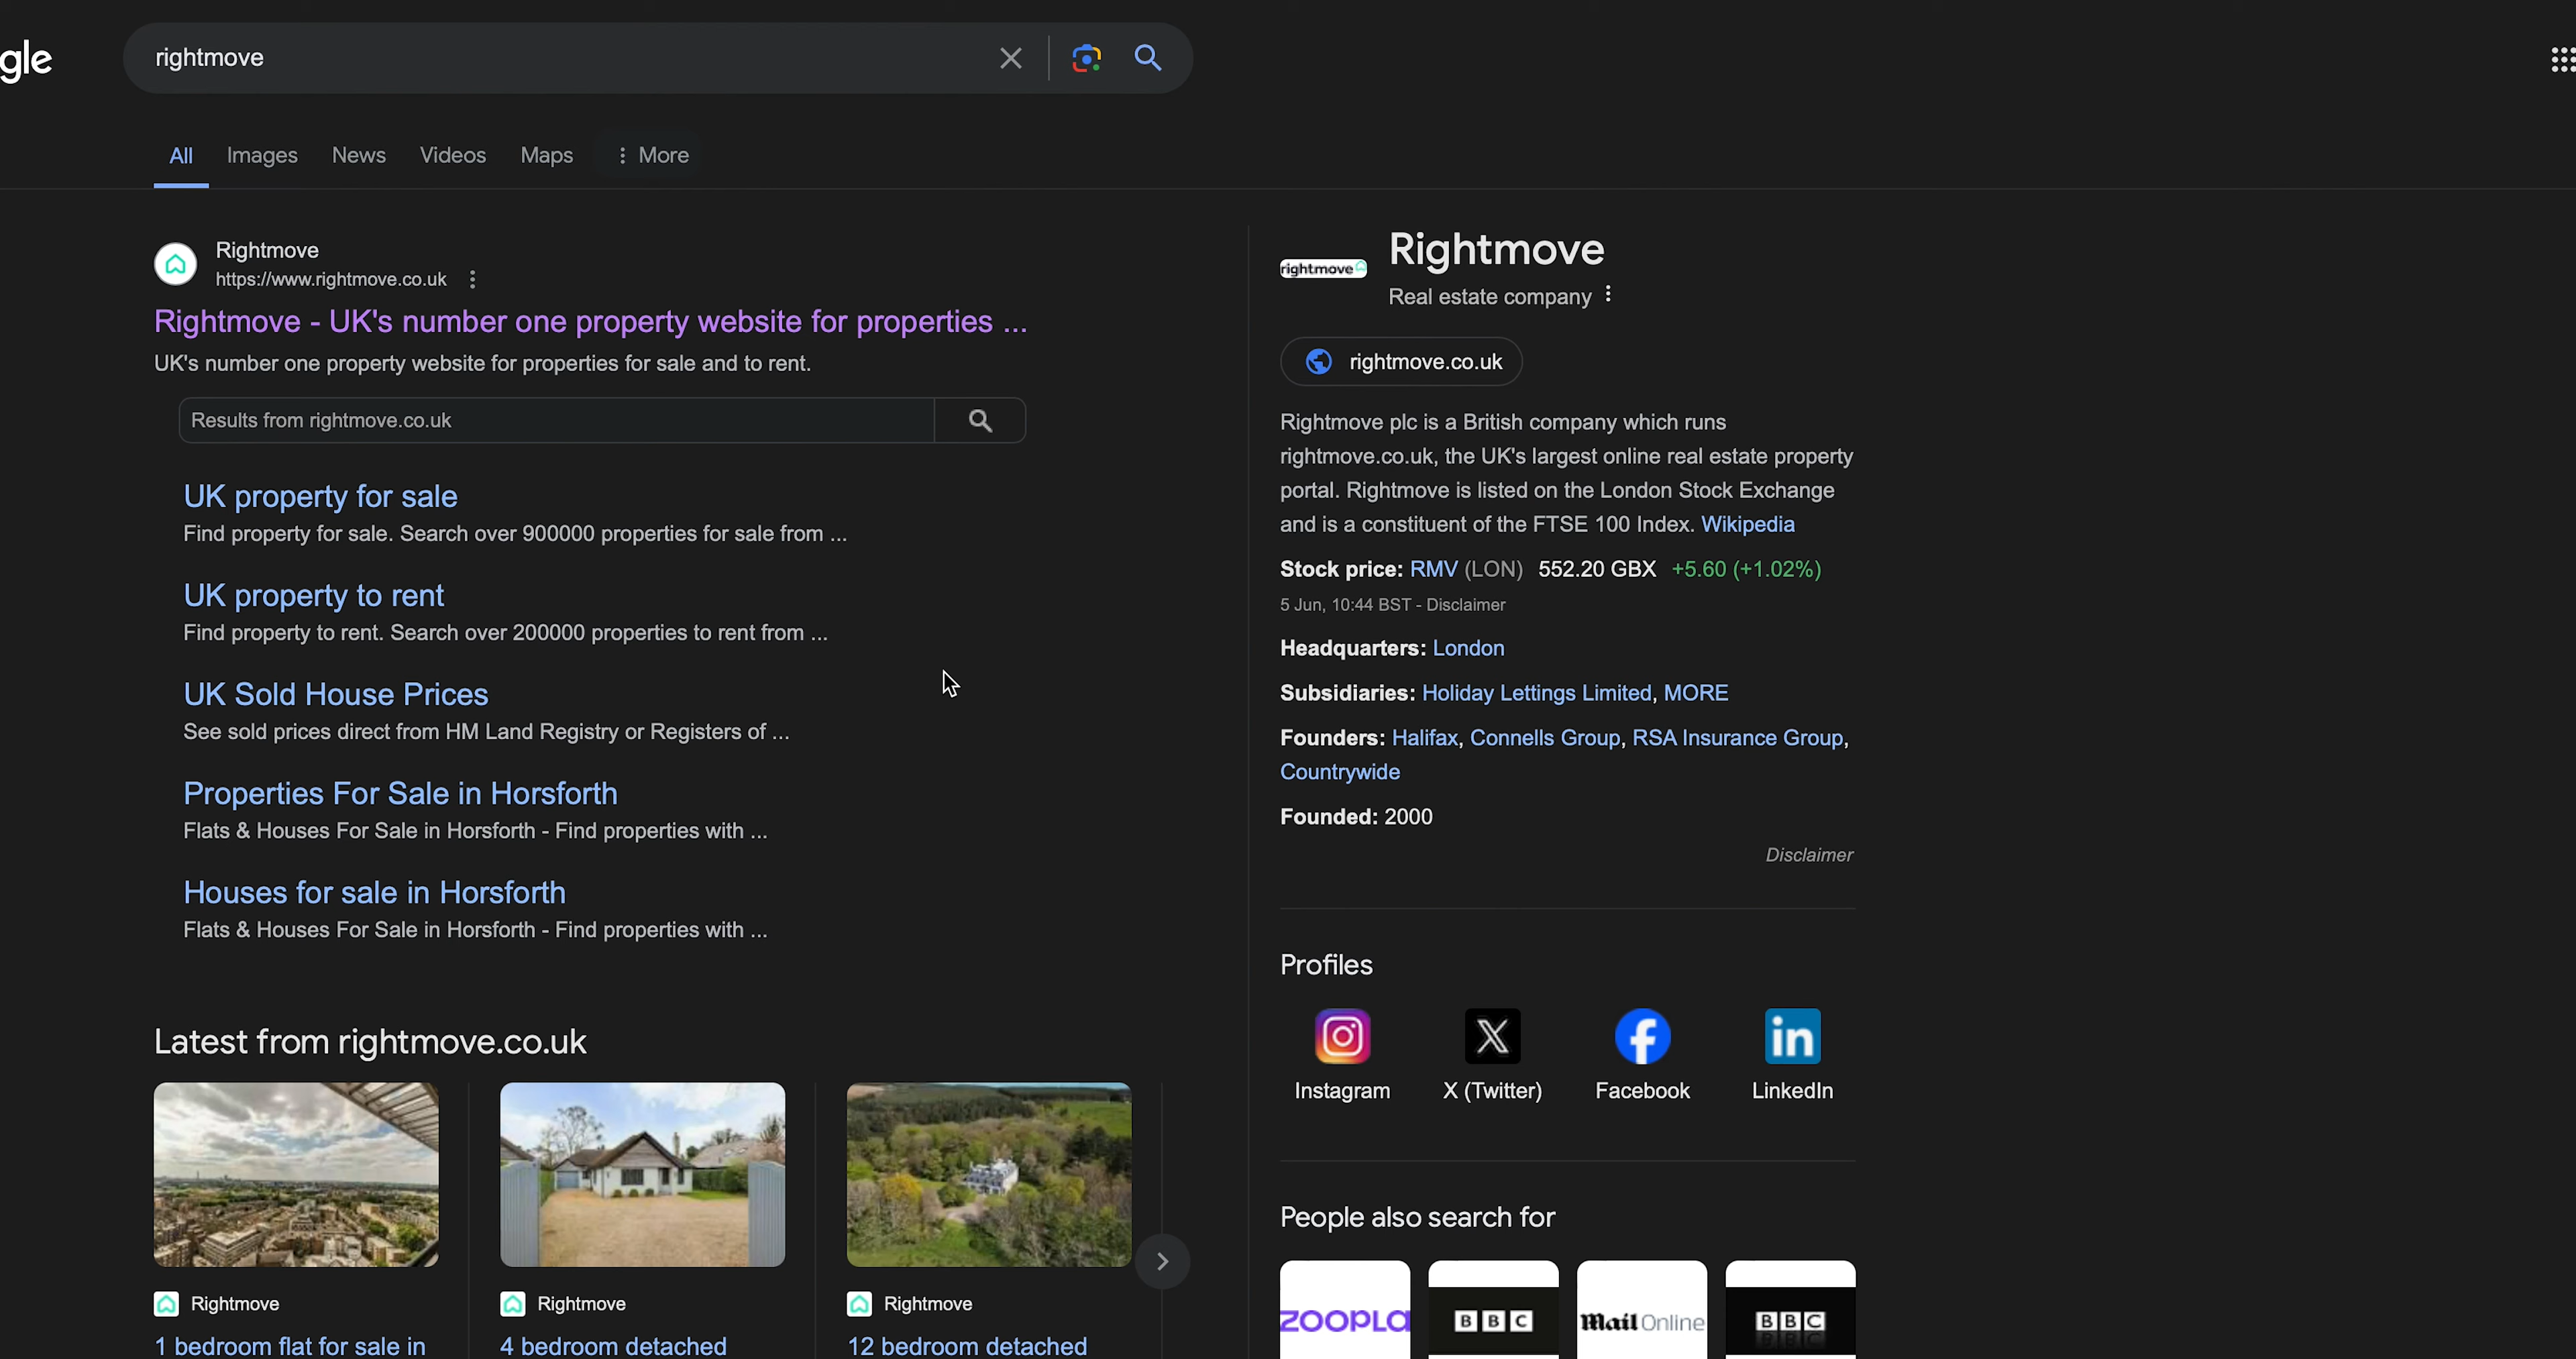 gle
rightmove
All
Images
News
Videos
Maps
More
Rightmove
https://www.rightmove.co.uk
Rightmove - UK's number one property website for properties ...
UK's number one property website for properties for sale and to rent.
Results from rightmove.co.uk
UK property for sale
Find property for sale. Search over 900000 properties for sale from ...
UK property to rent
Find property to rent. Search over 200000 properties to rent from ...
UK Sold House Prices
See sold prices direct from HM Land Registry or Registers of ...
Properties For Sale in Horsforth
Flats & Houses For Sale in Horsforth - Find properties with ...
Houses for sale in Horsforth
Flats & Houses For Sale in Horsforth - Find properties with ...
Latest from rightmove.co.uk
Rightmove
1 bedroom flat for sale in
Rightmove
4 bedroom detached
Rightmove
12 bedroom detached
rightmove
Rightmove
Real estate company
rightmove.co.uk
Rightmove plc is a British company which runs
rightmove.co.uk, the UK's largest online real estate property
portal. Rightmove is listed on the London Stock Exchange
and is a constituent of the FTSE 100 Index. Wikipedia
Stock price: RMV (LON) 552.20 GBX +5.60 (+1.02%)
5 Jun, 10:44 BST - Disclaimer
Headquarters: London
Subsidiaries: Holiday Lettings Limited, MORE
Founders: Halifax, Connells Group, RSA Insurance Group,
Countrywide
Founded: 2000
Disclaimer
Profiles
Instagram
X (Twitter)
Facebook
LinkedIn
People also search for
ZOOPLA
BBC
Mail Online
BBC